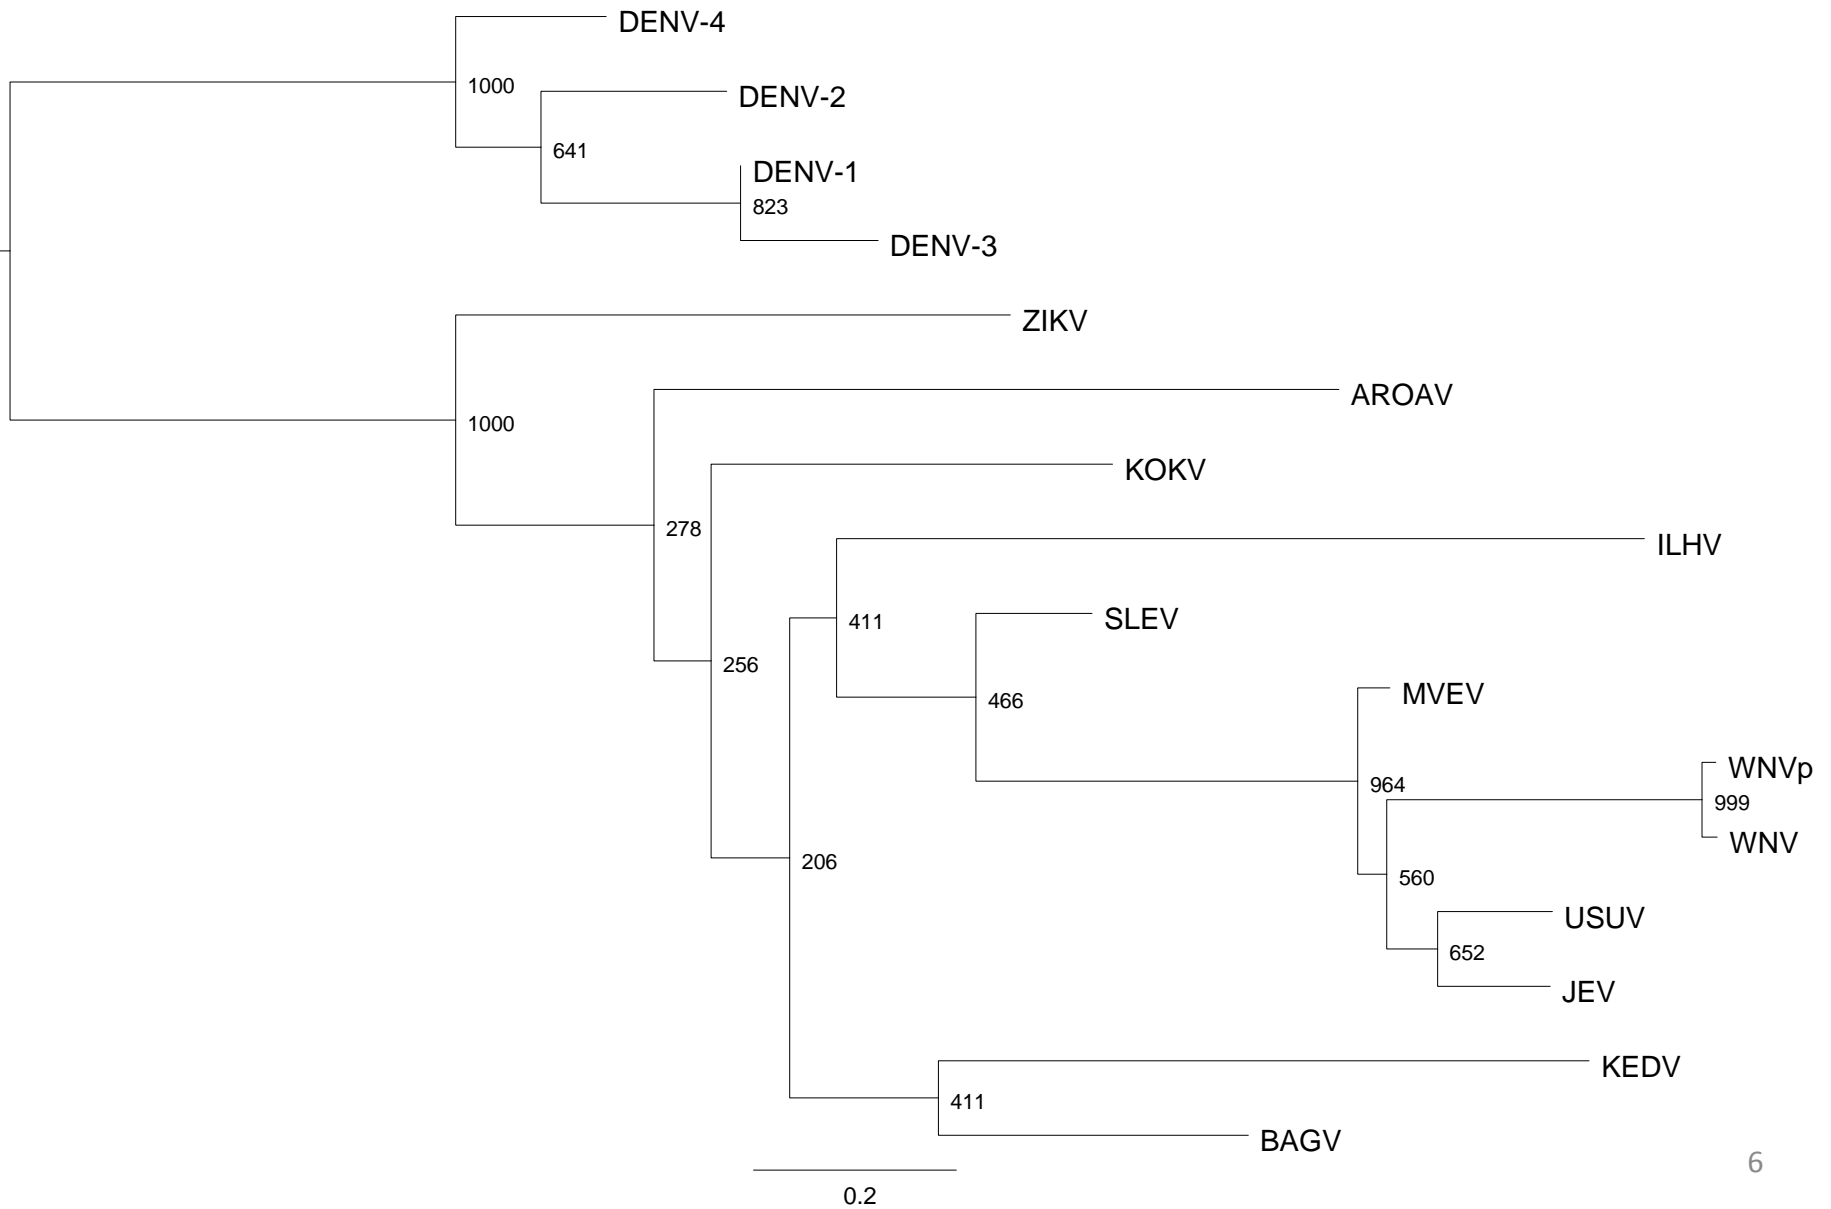 DENV-4
1000
DENV-2
641
DENV-1
823
DENV-3
ZIKV
AROAV
1000
KOKV
278
ILHV
SLEV
411
256
MVEV
466
WNVp
964
999
WNV
206
560
USUV
652
JEV
KEDV
411
BAGV
6
0.2